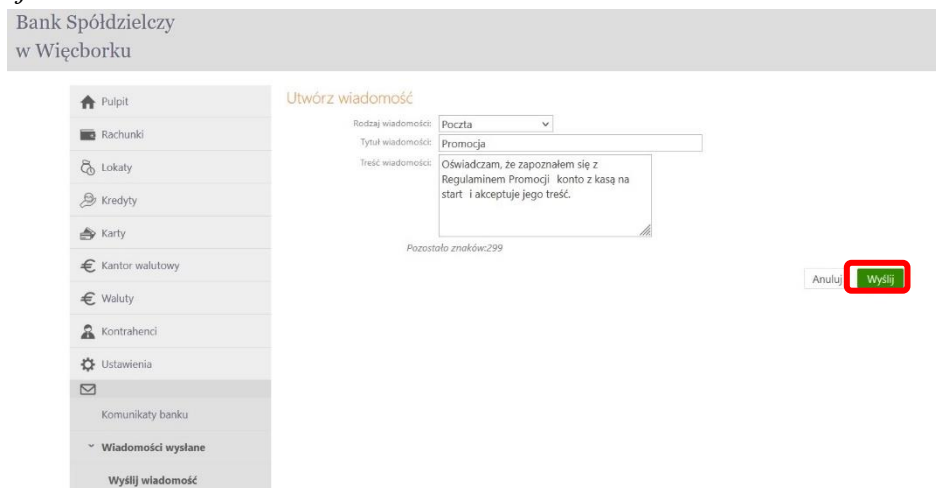 Bank Spółdzielczy
w Więcborku
Pulpit
Rachunki
Lokaty
Kredyty
Karty
Kantor walutowy
Waluty
Kontrahenci
Ustawienia
Komunikaty banku
Wiadomości wysłane
Wyślij wiadomość
Utwórz wiadomość
Rodzaj wiadomości: Poczta
Tytuł wiadomości: Promocja
Treść wiadomości: Oświadczam, że zapoznałem się z
Regulaminem Promocji konto z kasą na
start i akceptuje jego treść.
Pozostało znaków:299
Anuluj Wyślij